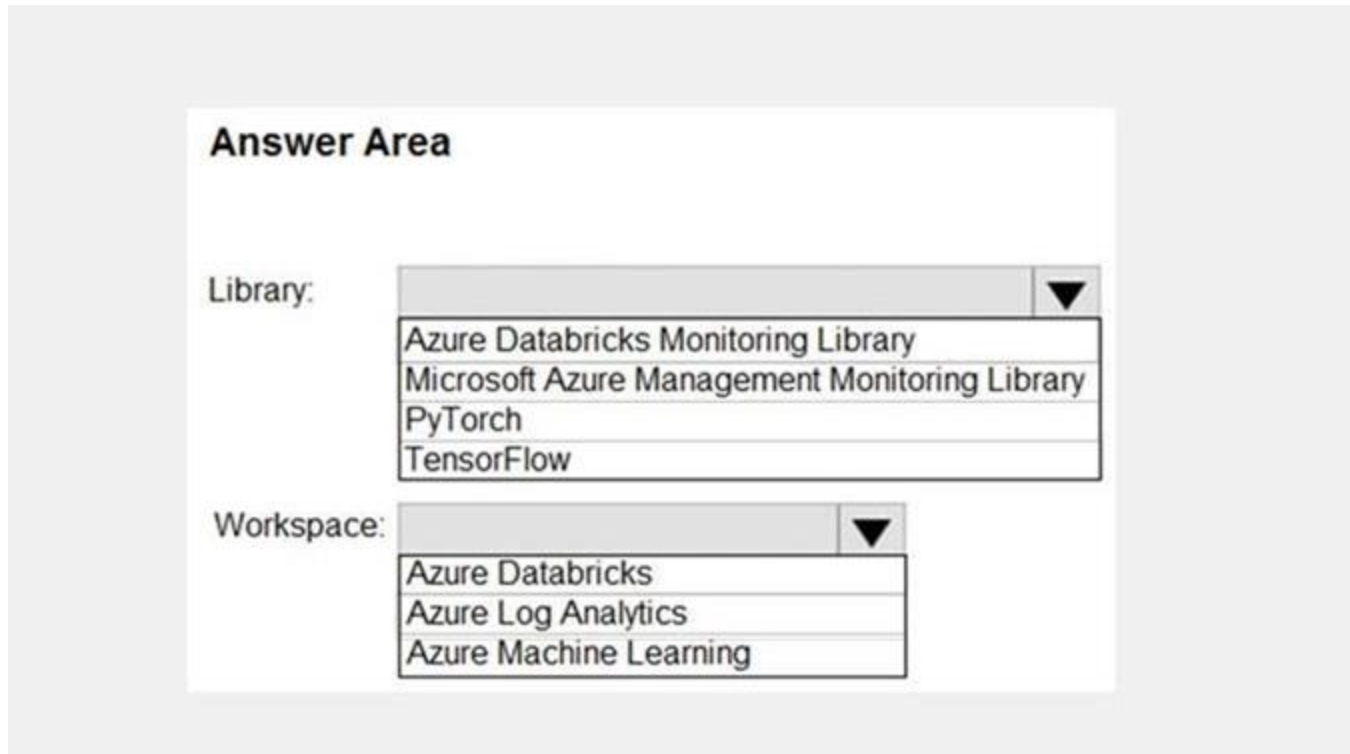 Answer Area
Library:
Azure Databricks Monitoring Library
Microsoft Azure Management Monitoring Library
PyTorch
TensorFlow
Workspace:
Azure Databricks
Azure Log Analytics
Azure Machine Learning